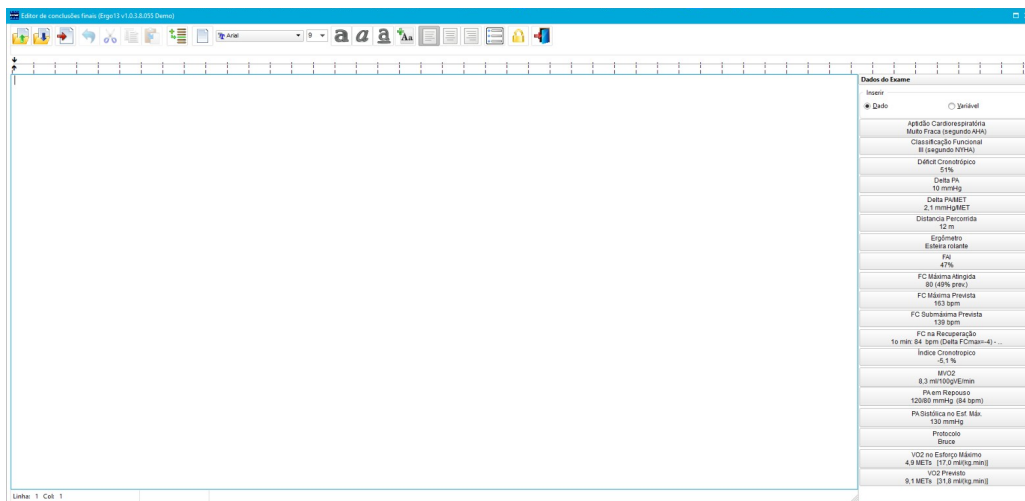 Editor de conclusões finais (Ergo13 v1.0.3.8.055 Demo)
Arial
9
a a a Aa
Dados do Exame
Inserir
Dado Variável
Aptidão Cardiorespiratória
Muito Fraca (segundo AHA)
Classificação Funcional
III (segundo NYHA)
Déficit Cronotrópico
51%
Delta PA
10 mmHg
Delta PA/MET
2,1 mmHg/MET
Distancia Percorrida
12 m
Ergômetro
Esteira rolante
FAI
47%
FC Máxima Atingida
80 (49% prev.)
FC Máxima Prevista
163 bpm
FC Submáxima Prevista
139 bpm
FC na Recuperação
1o min: 84 bpm (Delta FCmax=-4) - ...
Índice Cronotropico
-5,1 %
MVO2
8,3 ml/100gVE/min
PA em Repouso
120/80 mmHg (84 bpm)
PA Sistólica no Esf. Máx.
130 mmHg
Protocolo
Bruce
VO2 no Esforço Máximo
4,9 METs [17,0 ml/(kg.min)]
VO2 Previsto
9,1 METs [31,8 ml/(kg.min)]
Linha: 1 Col: 1